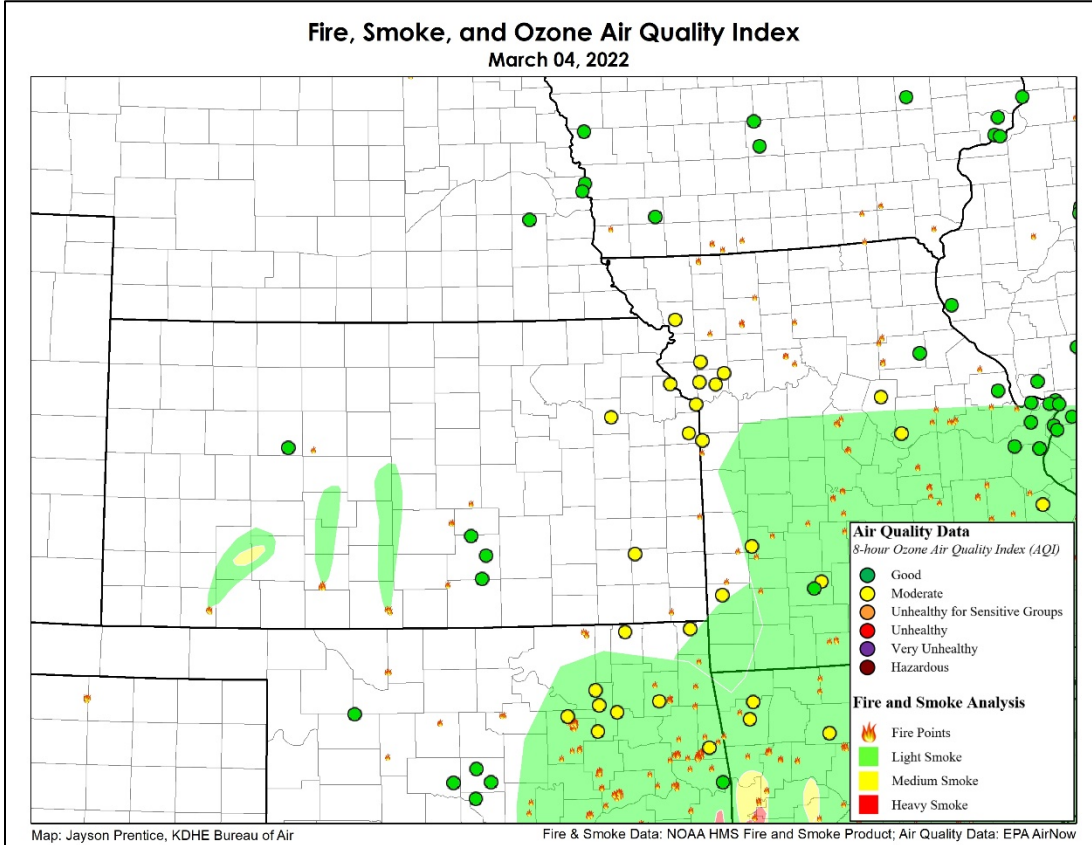 Fire, Smoke, and Ozone Air Quality Index
March 04, 2022
Air Quality Data
8-hour Ozone Air Quality Index (AQI)
Good
Moderate
Unhealthy for Sensitive Groups
Unhealthy
Very Unhealthy
Hazardous
Fire and Smoke Analysis
Fire Points
Light Smoke
Medium Smoke
Heavy Smoke
Map: Jayson Prentice, KDHE Bureau of Air
Fire & Smoke Data: NOAA HMS Fire and Smoke Product; Air Quality Data: EPA AirNow